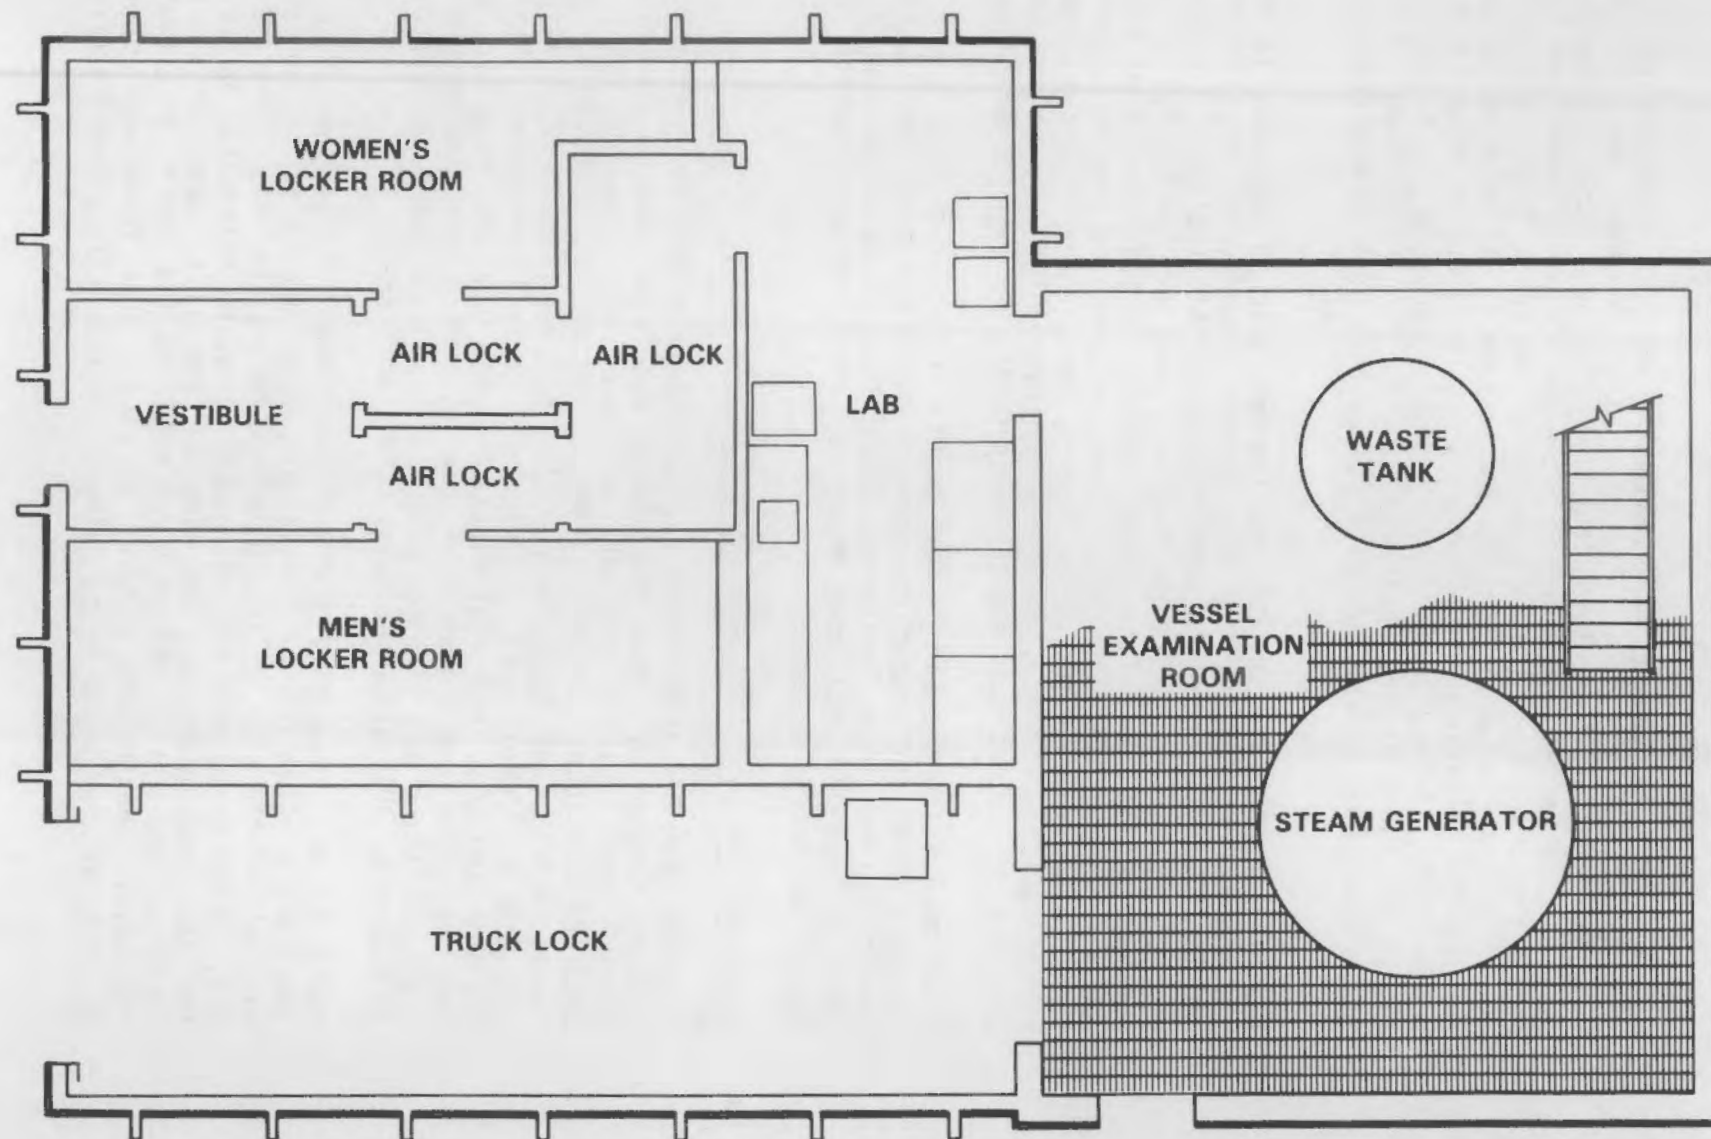 WOMEN'S
LOCKER ROOM
AIR LOCK
AIR LOCK
VESTIBULE
LAB
AIR LOCK
WASTE
TANK
MEN'S
LOCKER ROOM
VESSEL
EXAMINATION
ROOM
STEAM GENERATOR
TRUCK LOCK